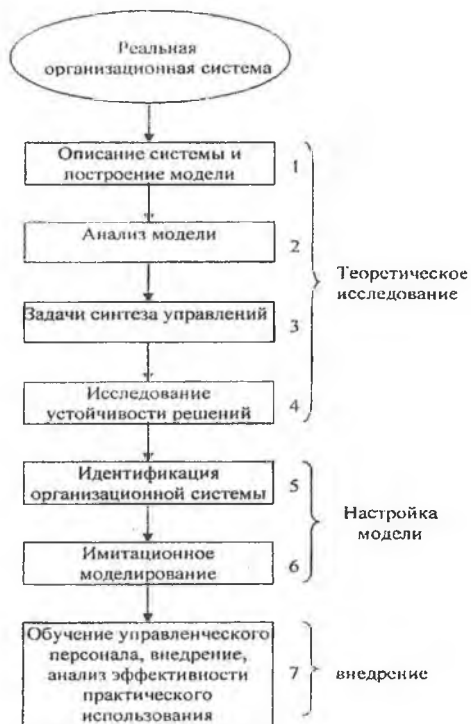 Реальная
организационная система
Описание системы и
построение модели
1
Анализ модели
2
Задачи синтеза управлений
3
Исследование
устойчивости решений
4
Теоретическое
исследование
Идентификация
организационной системы
5
Имитационное
моделирование
6
Настройка
модели
Обучение управленческого
персонала, внедрение,
анализ эффективности
практического
использования
7
внедрение